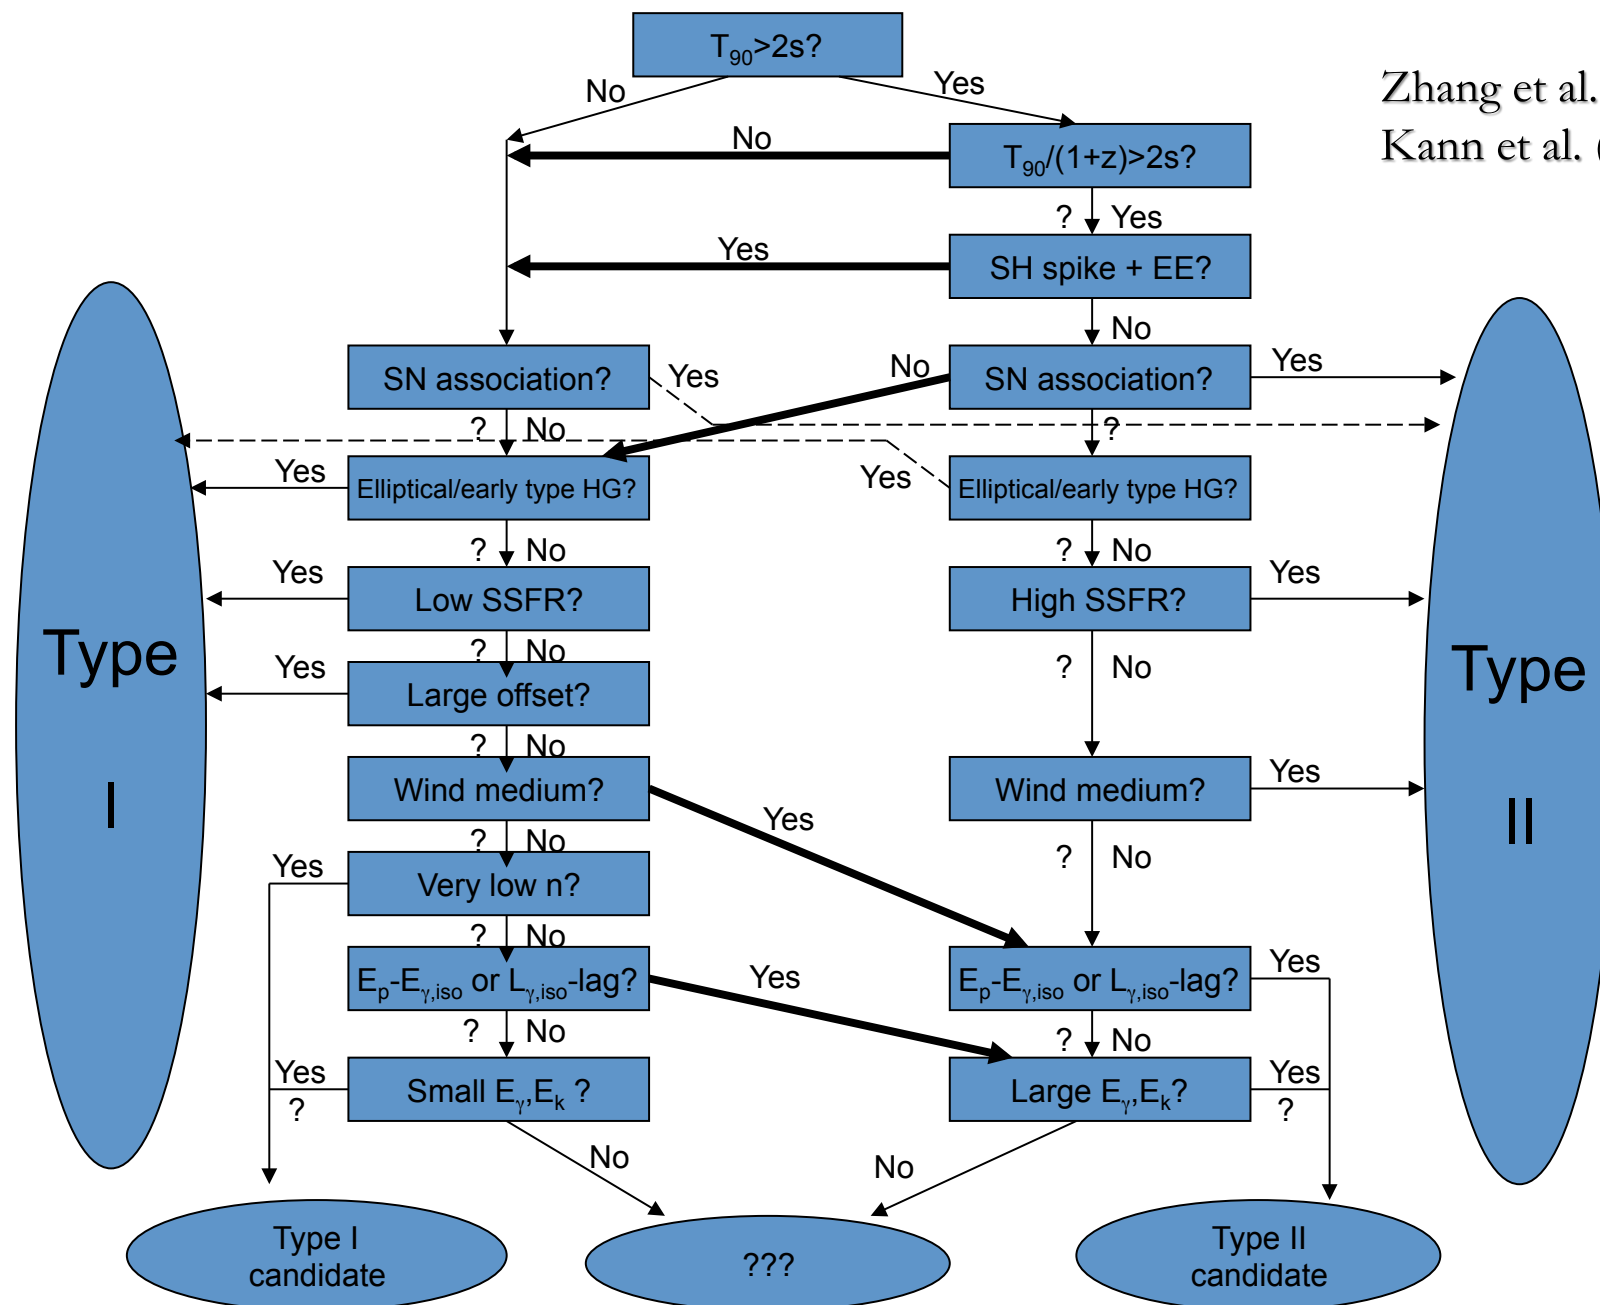 T90>2s?
Zhang et al.
Kann et al. (
No
Yes
No
T90/(1+z)>2s?
? Yes
Yes
SH spike + EE?
No
SN association?
Yes
No
SN association?
Yes
? No
?
Yes
Elliptical/early type HG?
Yes
Elliptical/early type HG?
? No
? No
Yes
Low SSFR?
High SSFR?
Yes
Type
I
Type
II
? No
? No
Yes
Large offset?
? No
Wind medium?
Yes
Wind medium?
Yes
? No
? No
Yes
Very low n?
? No
Ep-Eγ,iso or Lγ,iso-lag?
Yes
Ep-Eγ,iso or Lγ,iso-lag?
Yes
? No
? No
Yes
?
Small Eγ,Ek ?
Large Eγ,Ek?
Yes
?
No
No
Type I
candidate
???
Type II
candidate